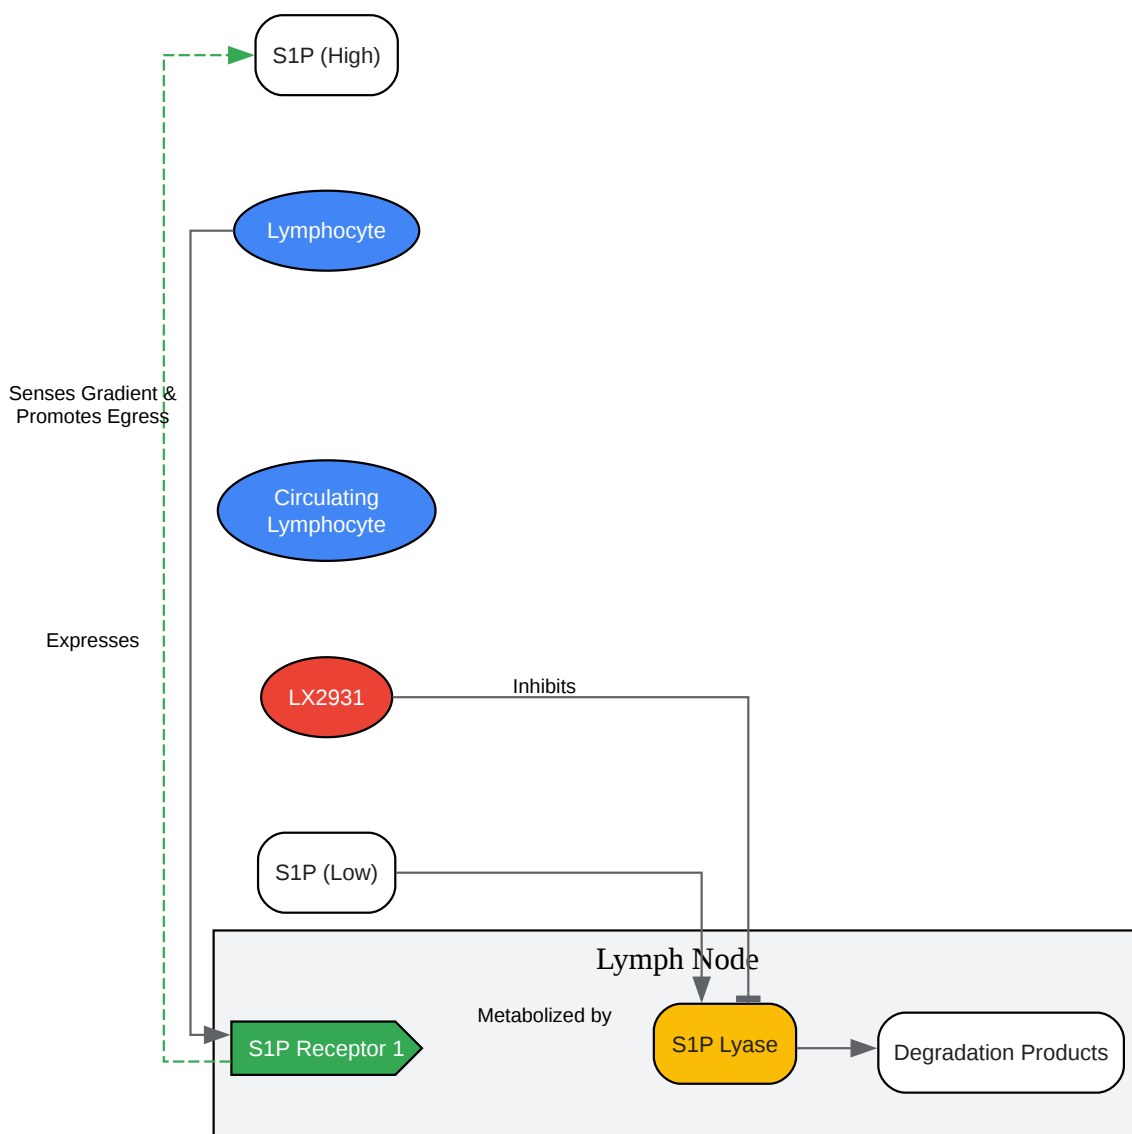 S1P (High)
Lymphocyte
Senses Gradient &
Promotes Egress
Circulating
Lymphocyte
Expresses
LX2931
Inhibits
S1P (Low)
Lymph Node
Metabolized by
S1P Receptor 1
S1P Lyase
Degradation Products